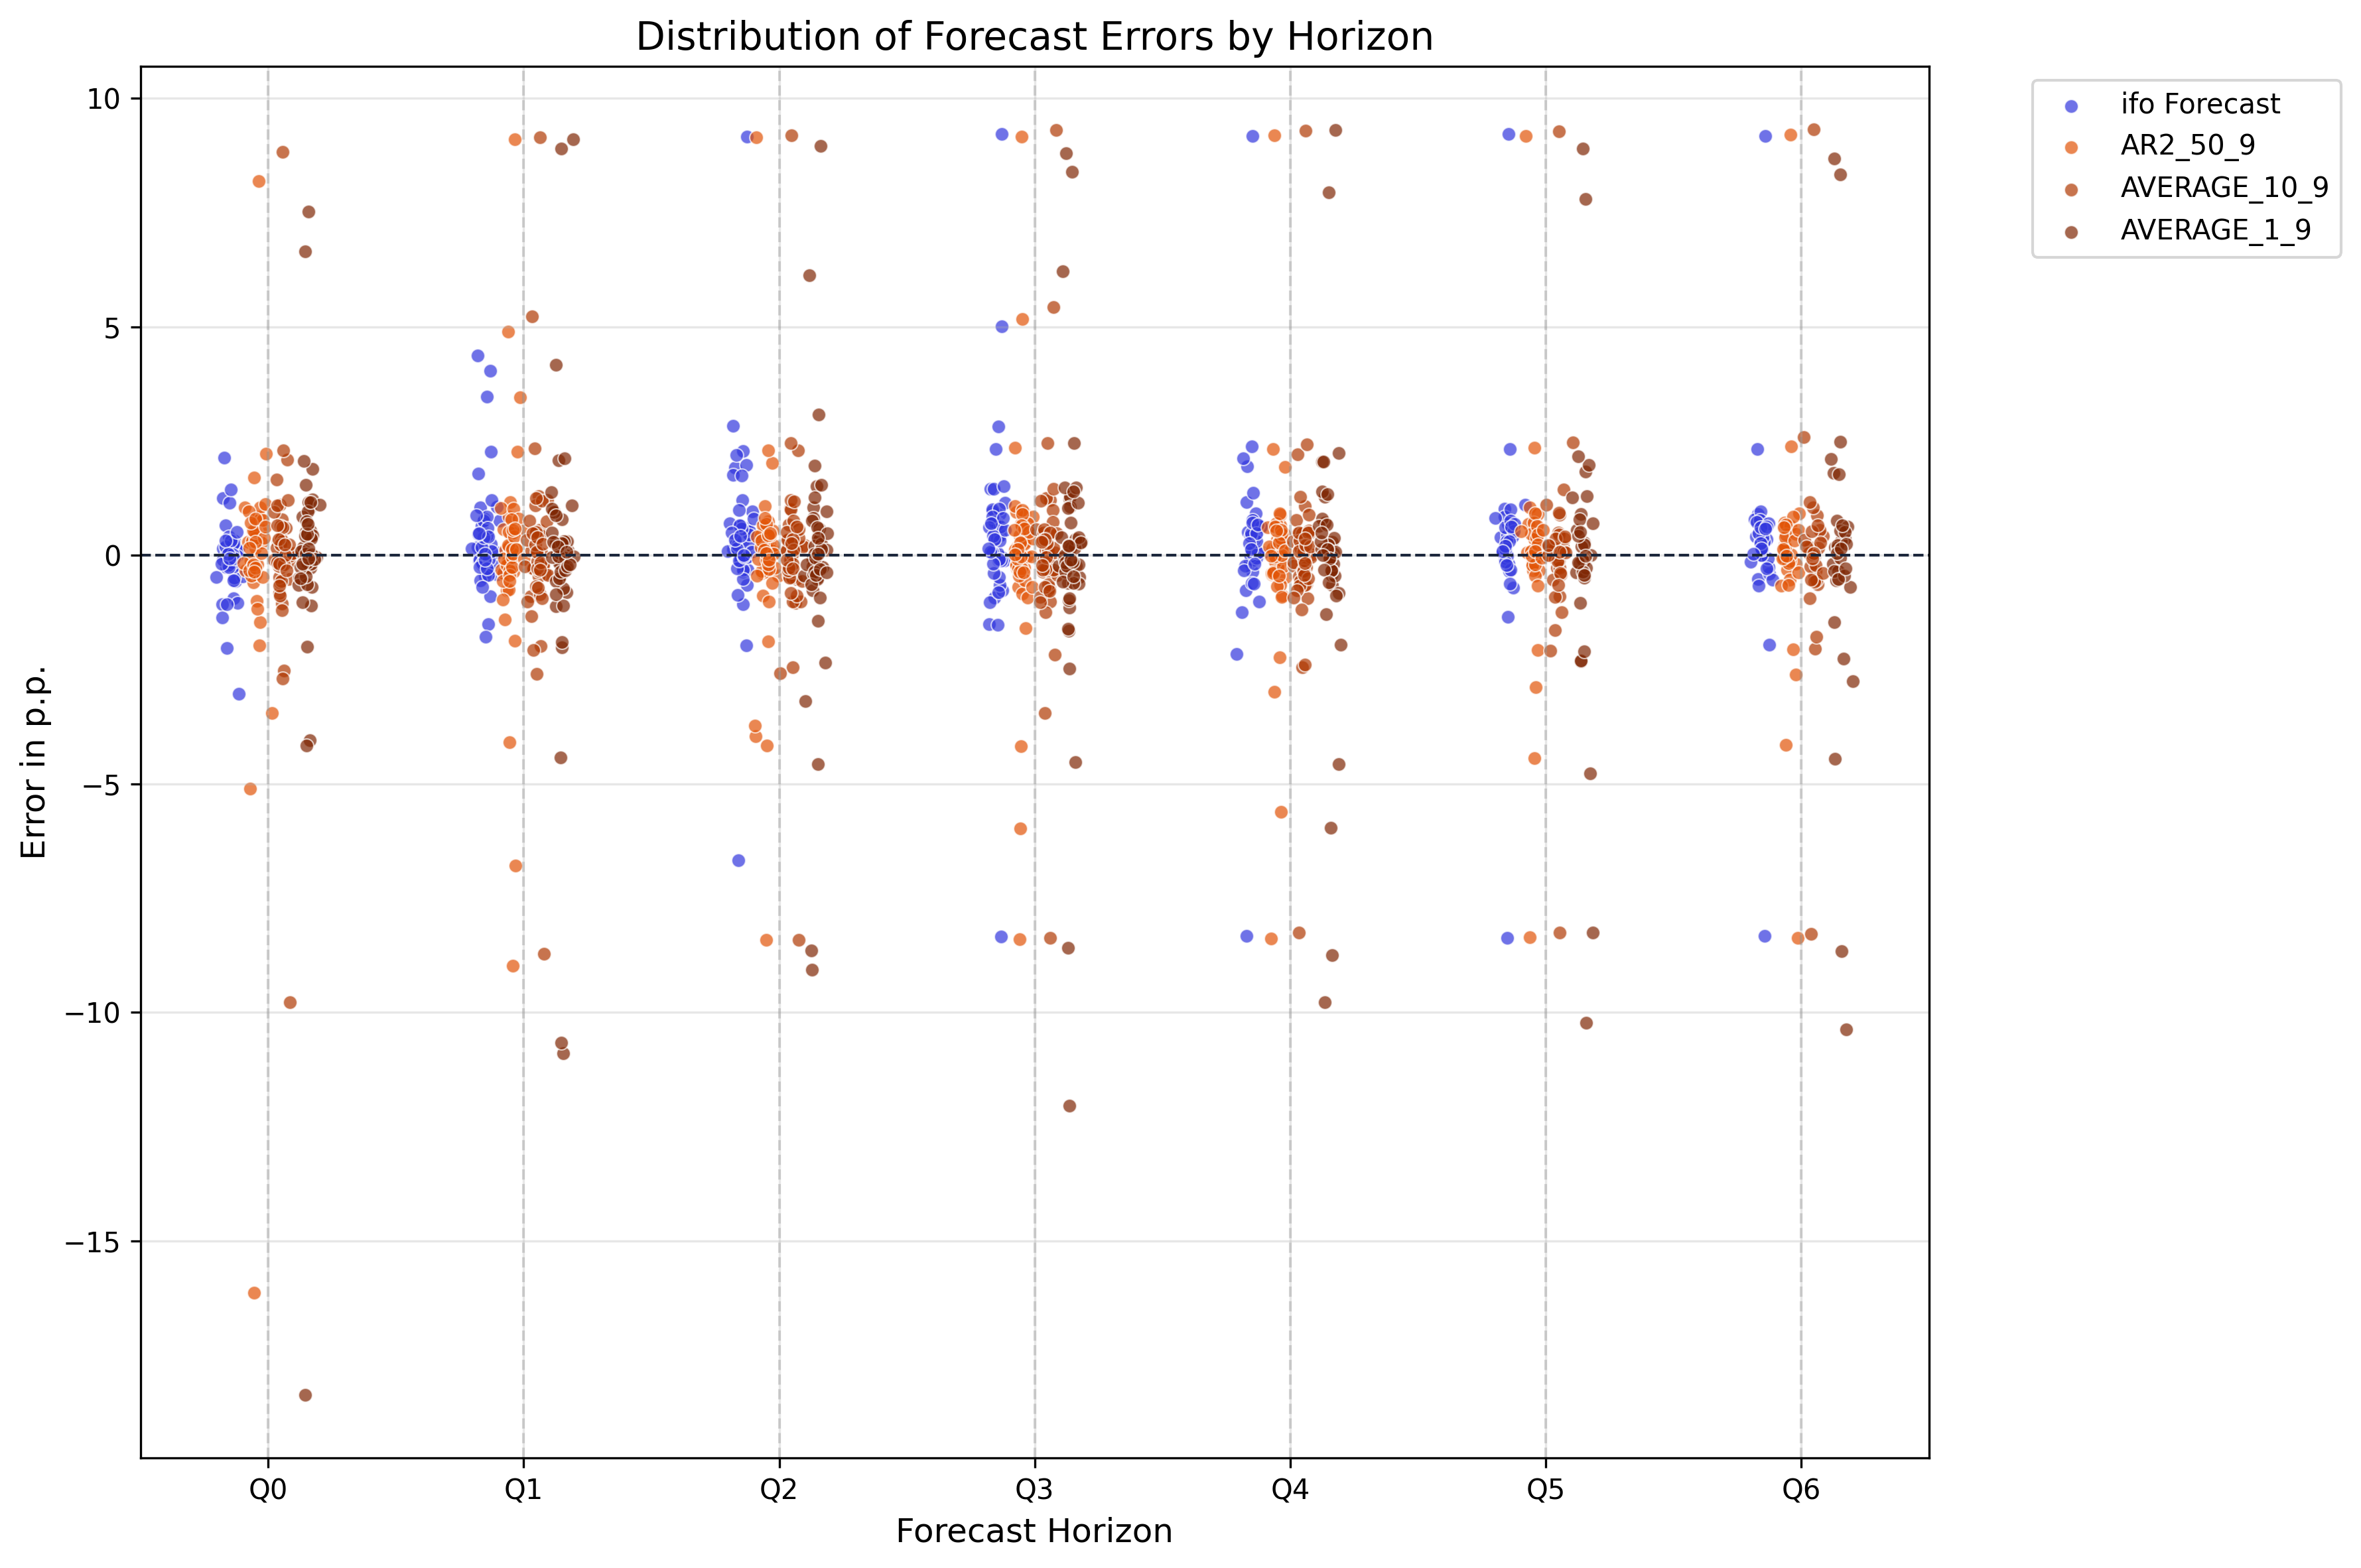 Distribution of Forecast Errors by Horizon
ifo Forecast
AR2_50_9
AVERAGE_10_9
AVERAGE_1_9
Error in p.p.
10
5
0
−5
−10
−15
Q0 Q1 Q2 Q3 Q4 Q5 Q6
Forecast Horizon